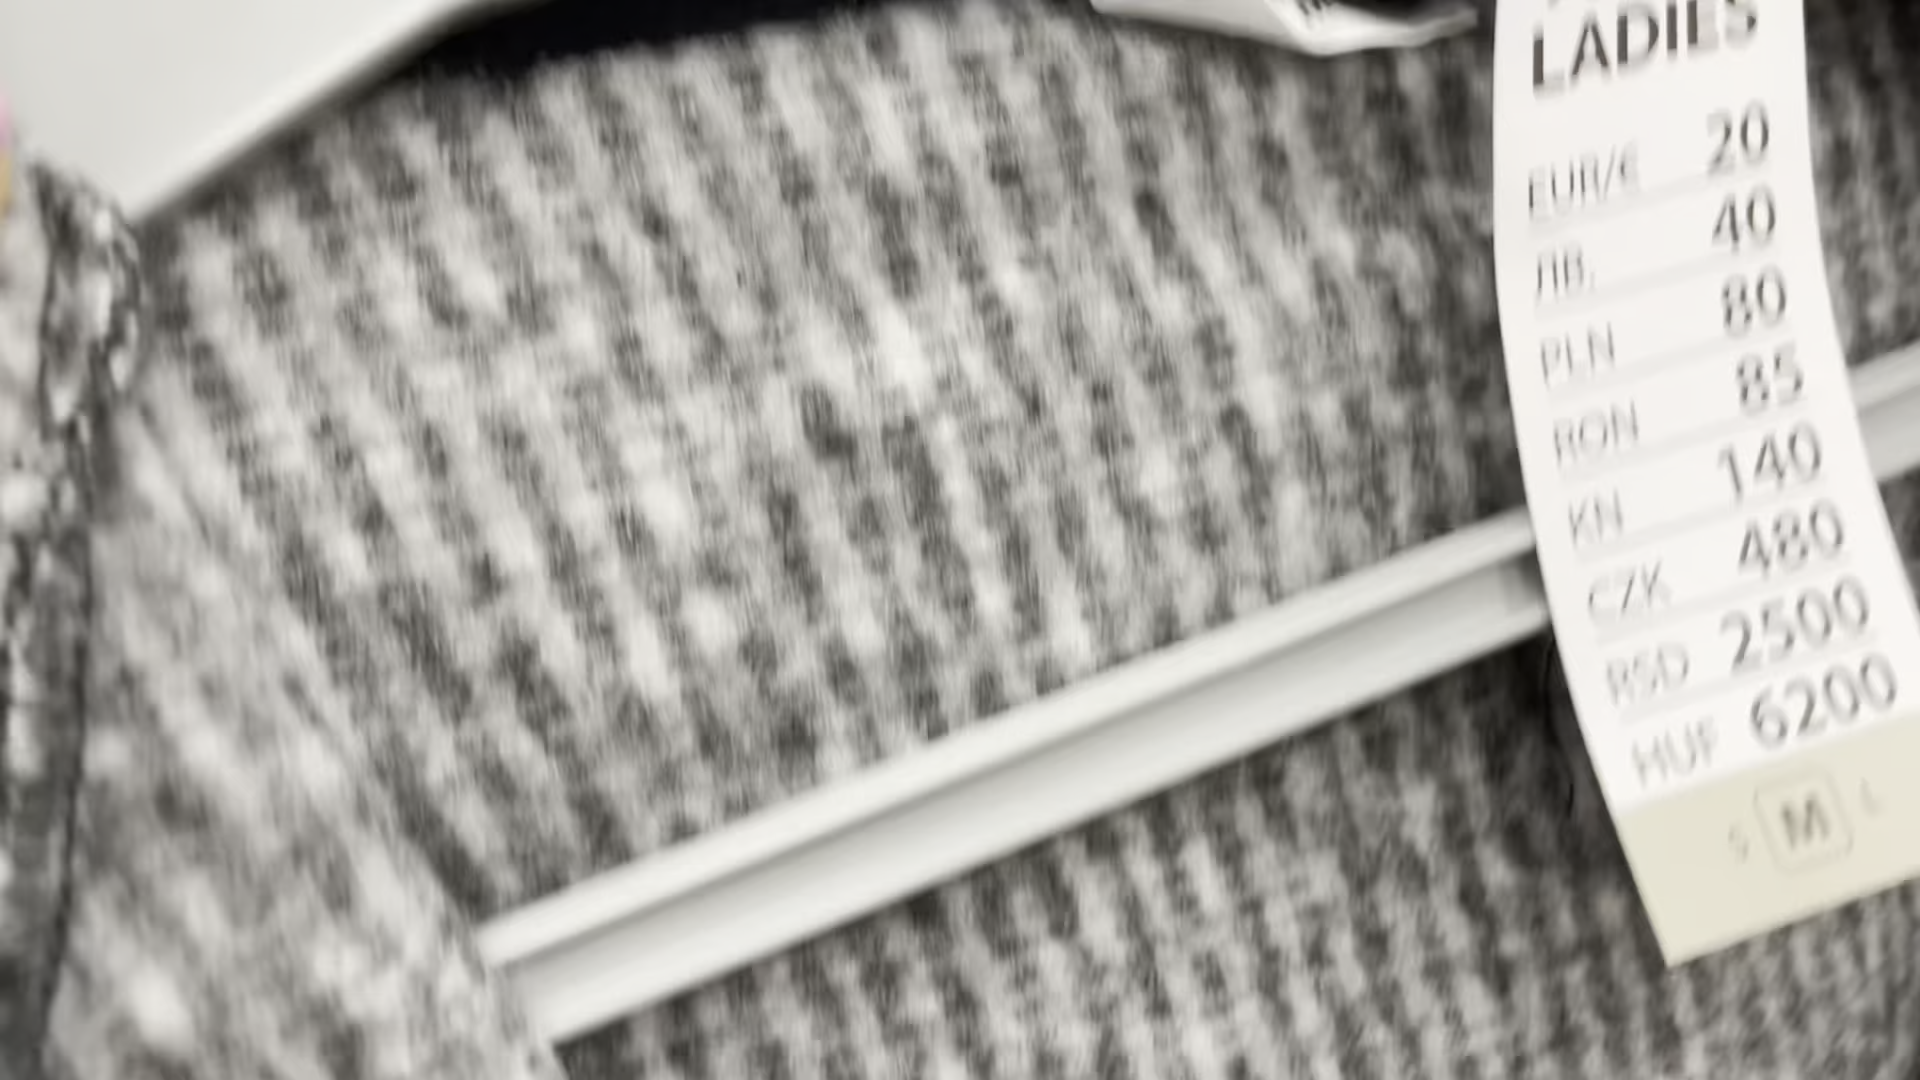 LADIES
EUR/€ 20
ЛВ. 40
PLN 80
RON 85
KN 140
CZK 480
RSD 2500
HUF 6200
S M L